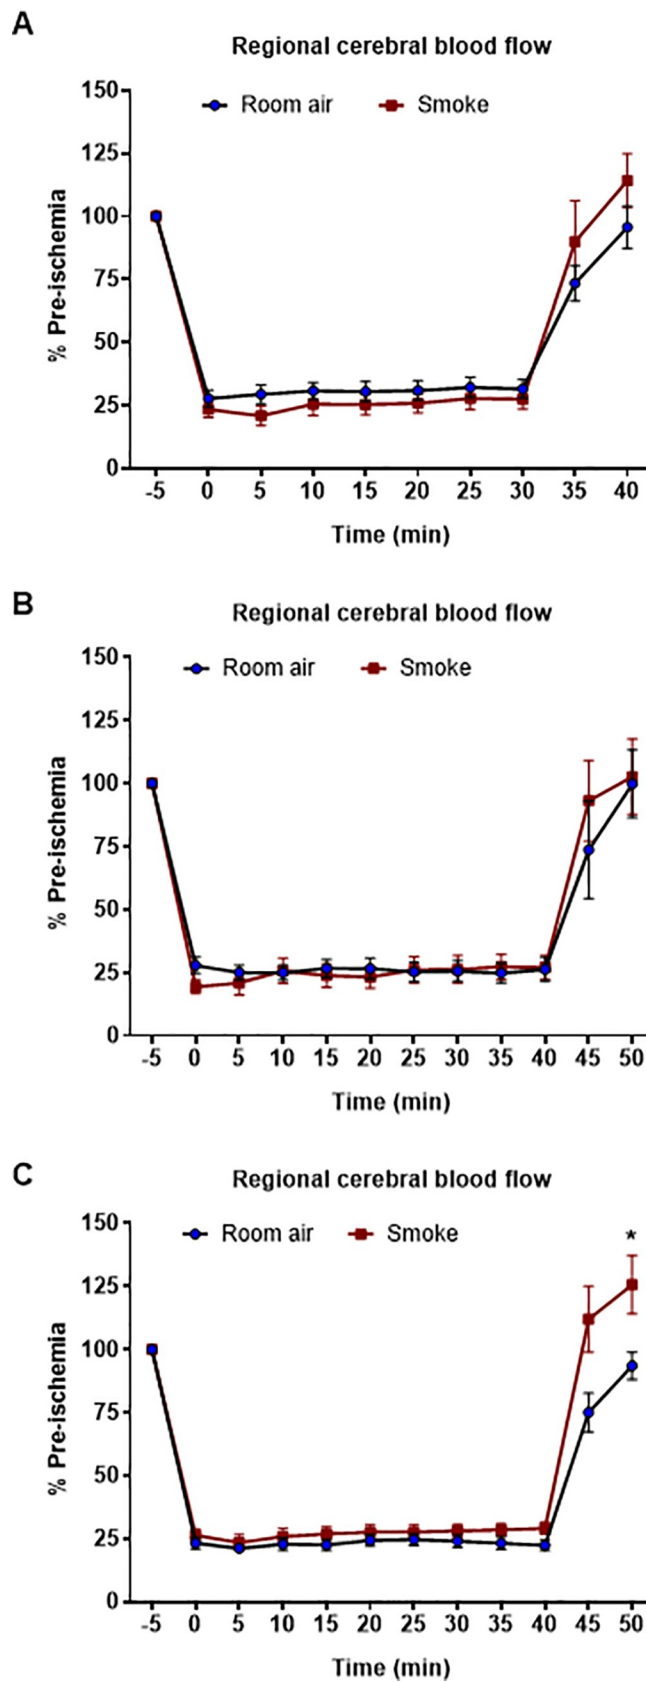 A
Regional cerebral blood flow
Room air Smoke
150
125
100
75
50
25
0
% Pre-ischemia
-5 0 5 10 15 20 25 30 35 40
Time (min)
B
Regional cerebral blood flow
Room air Smoke
150
125
100
75
50
25
0
% Pre-ischemia
-5 0 5 10 15 20 25 30 35 40 45 50
Time (min)
C
Regional cerebral blood flow
Room air Smoke
*
150
125
100
75
50
25
0
% Pre-ischemia
-5 0 5 10 15 20 25 30 35 40 45 50
Time (min)